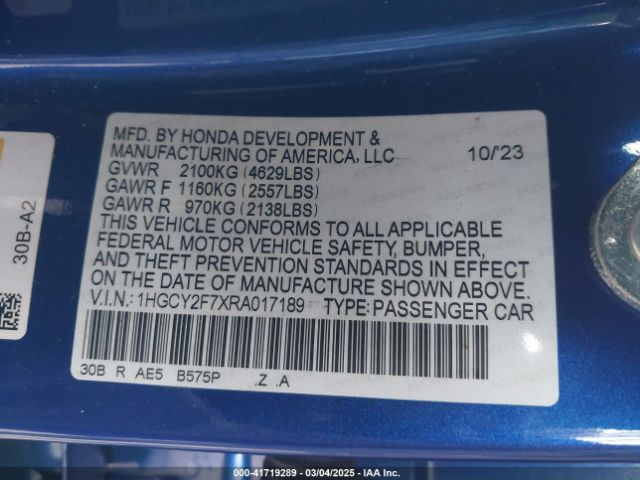 MFD. BY HONDA DEVELOPMENT &
MANUFACTURING OF AMERICA, LLC 10/'23
GVWR 2100KG (4629LBS)
GAWR F 1160KG (2557LBS)
GAWR R 970KG (2138LBS)
THIS VEHICLE CONFORMS TO ALL APPLICABLE
FEDERAL MOTOR VEHICLE SAFETY, BUMPER,
AND THEFT PREVENTION STANDARDS IN EFFECT
ON THE DATE OF MANUFACTURE SHOWN ABOVE.
V.I.N.: 1HGCY2F7XRA017189 TYPE: PASSENGER CAR
30B R AE5 B575P .Z .A
30B-A2
000-41719289 - 03/04/2025 - IAA Inc.